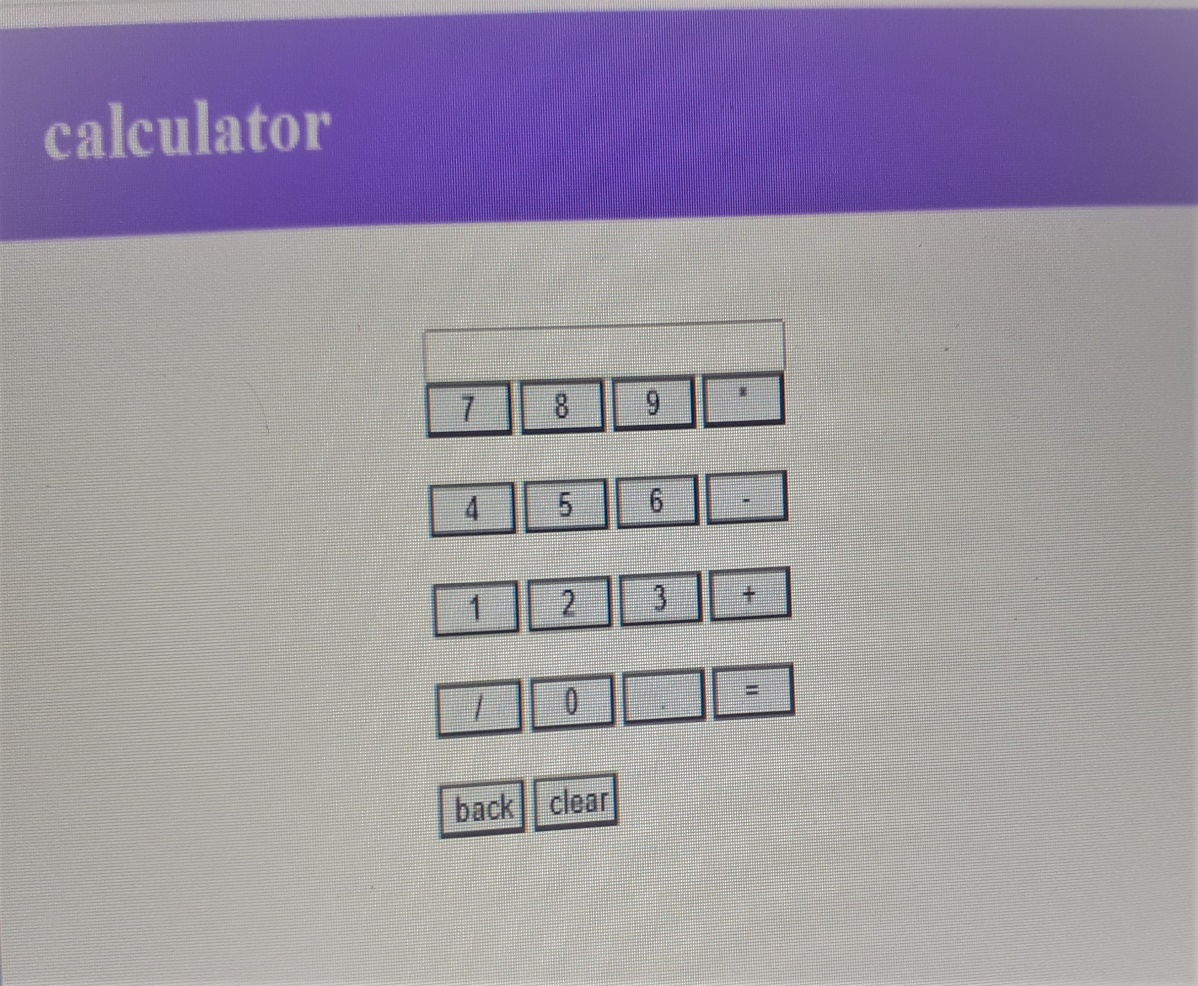 calculator
7 8 9 *
4 5 6 -
1 2 3 +
/ 0 . =
back clear